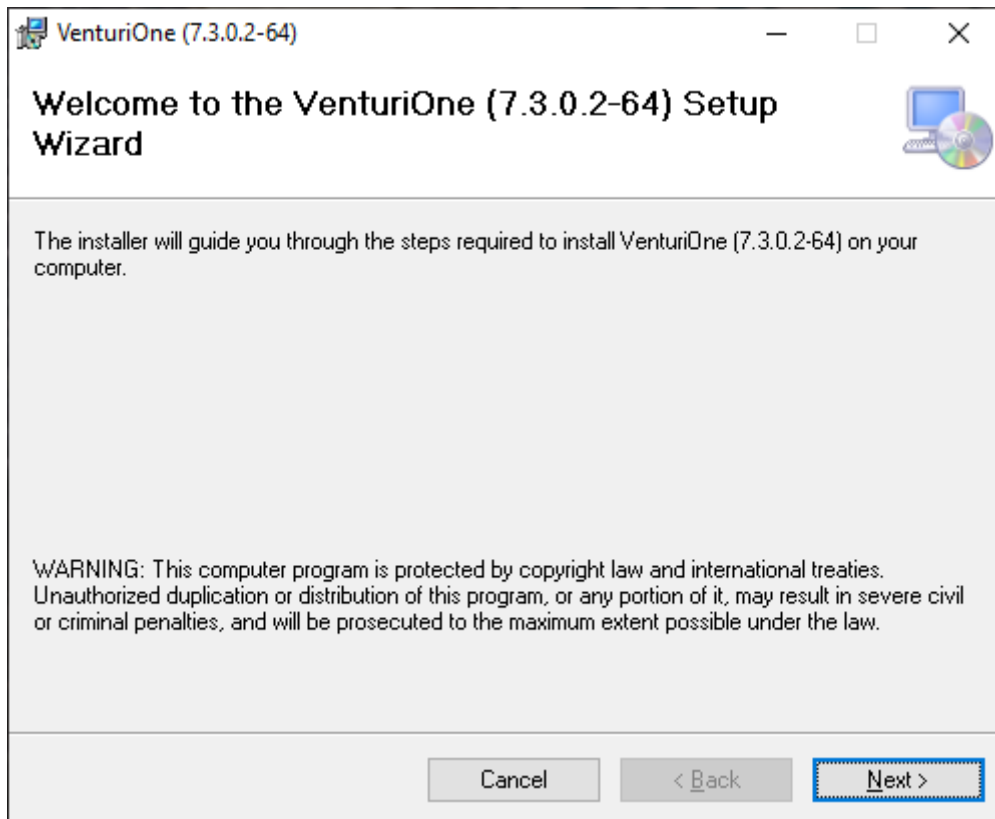 VenturiOne (7.3.0.2-64)
Welcome to the VenturiOne (7.3.0.2-64) Setup
Wizard
The installer will guide you through the steps required to install VenturiOne (7.3.0.2-64) on your
computer.
WARNING: This computer program is protected by copyright law and international treaties.
Unauthorized duplication or distribution of this program, or any portion of it, may result in severe civil
or criminal penalties, and will be prosecuted to the maximum extent possible under the law.
Cancel < Back Next >